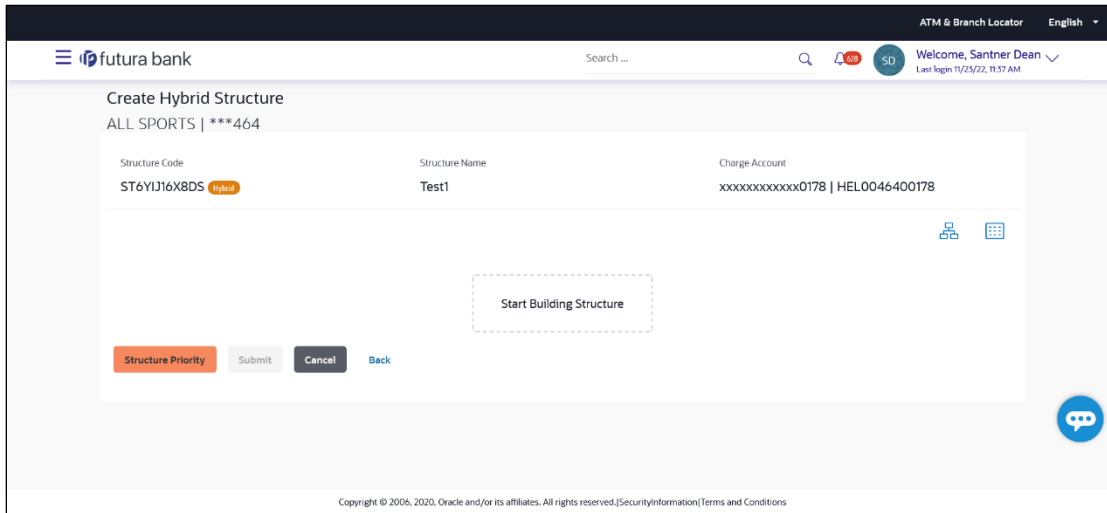 ATM & Branch Locator English
futura bank Search ... 628 SD Welcome, Santner Dean
Last login 11/23/22, 11:37 AM
Create Hybrid Structure
ALL SPORTS | ***464
Structure Code Structure Name Charge Account
ST6YIJ16X8DS Hybrid Test1 xxxxxxxxxxxx0178 | HEL0046400178
Start Building Structure
Structure Priority Submit Cancel Back
Copyright © 2006, 2020, Oracle and/or its affiliates. All rights reserved.|SecurityInformation|Terms and Conditions